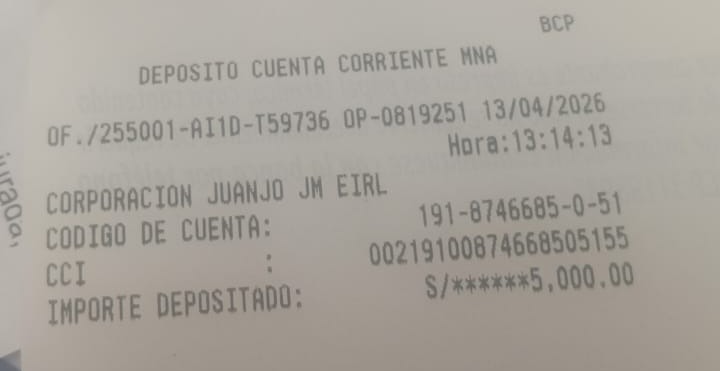 BCP
DEPOSITO CUENTA CORRIENTE MNA
OF./255001-AI1D-T59736 OP-0819251 13/04/2026
Hora:13:14:13
CORPORACION JUANJO JM EIRL
CODIGO DE CUENTA: 191-8746685-0-51
CCI : 00219100874668505155
IMPORTE DEPOSITADO: S/******5,000.00